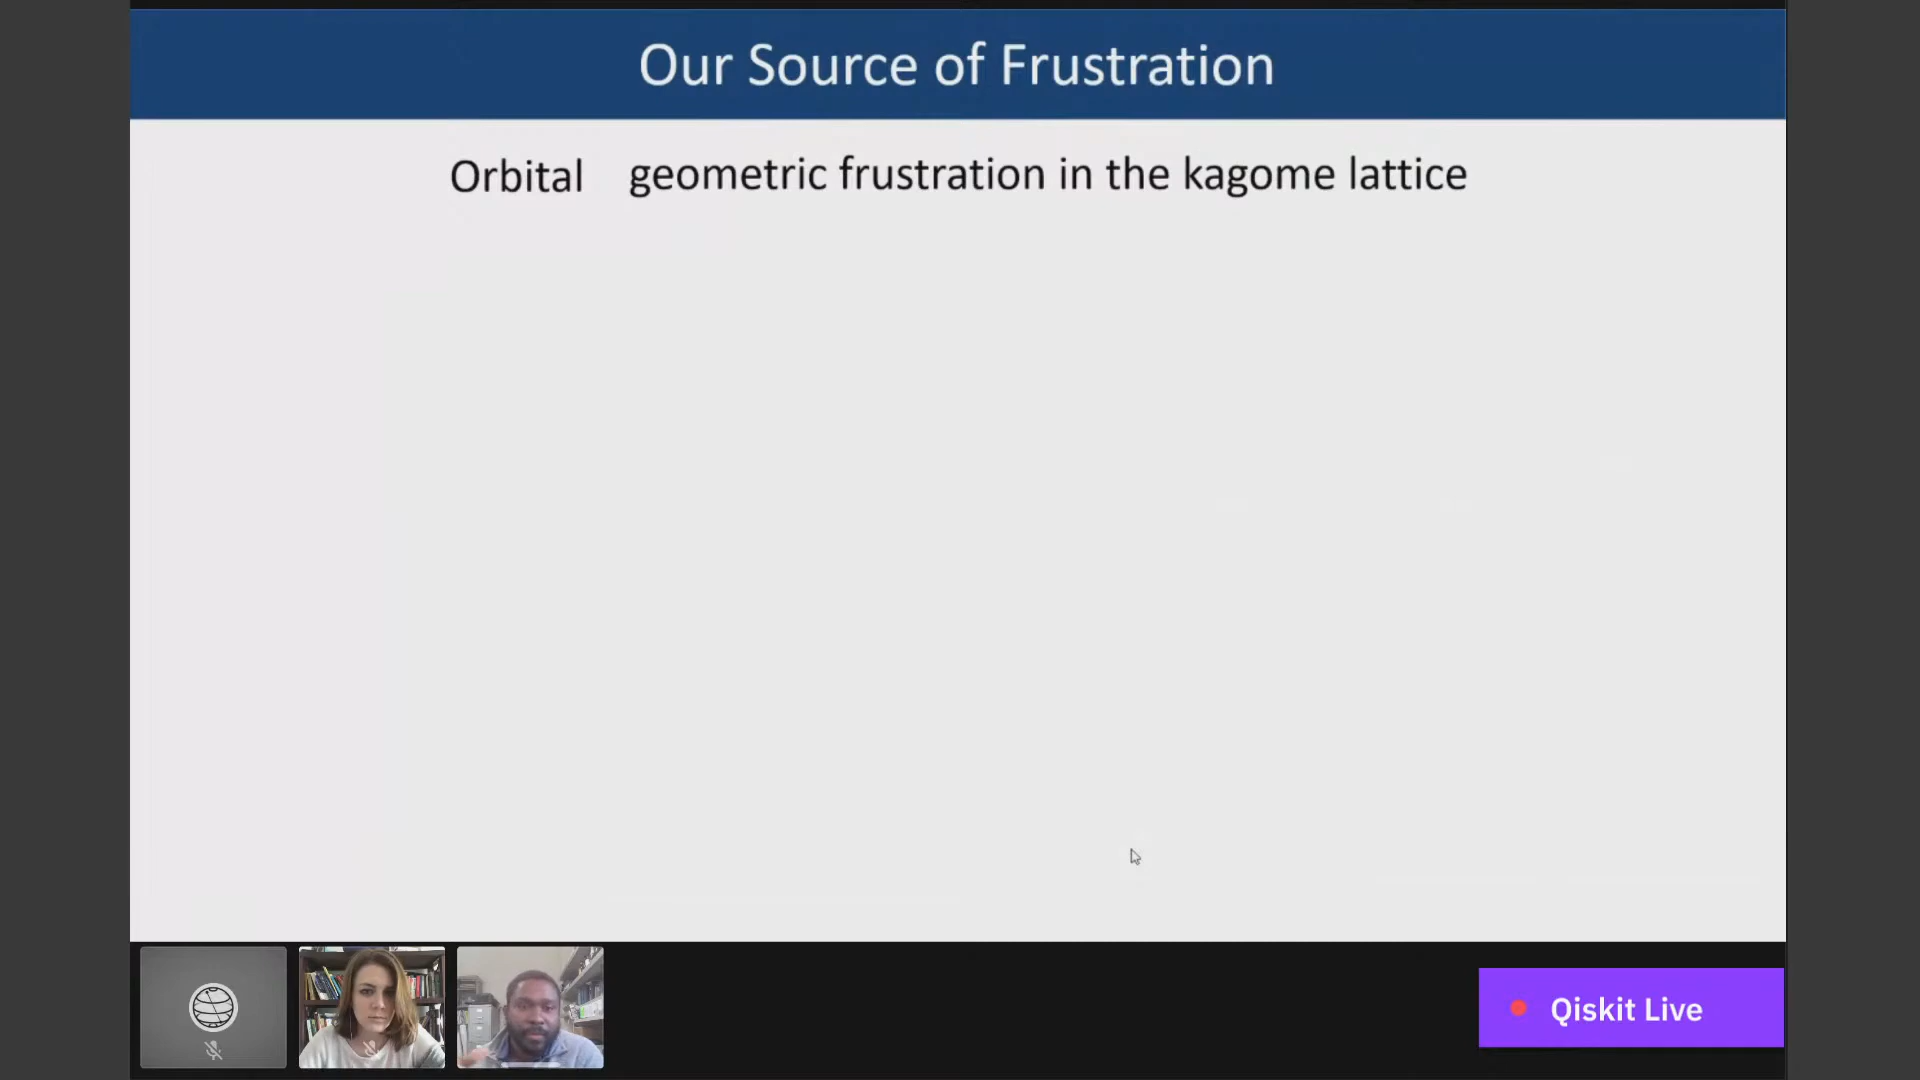 Our Source of Frustration
Orbital geometric frustration in the kagome lattice
Qiskit Live